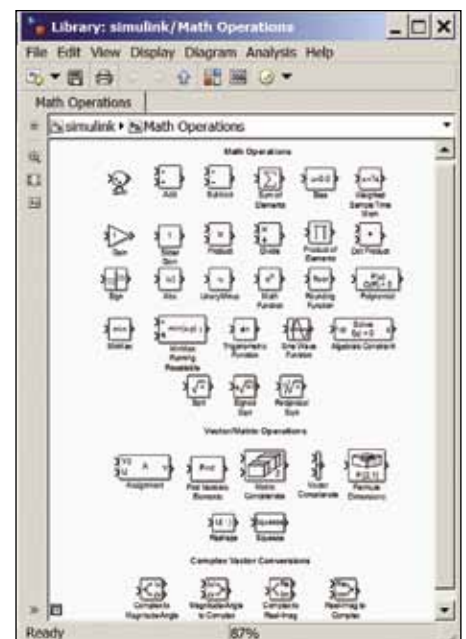 Library: simulink/Math Operations
File Edit View Display Diagram Analysis Help
Math Operations
simulink Math Operations
Math Operations
Add Subtract Sum of Elements Bias Weighted Sample Time Math
Gain Slider Gain Product Divide Product of Elements Dot Product
Sign Abs Unary Minus Math Function Rounding Function Polynomial
MinMax MinMax Running Resettable Trigonometric Function Sine Wave Function Algebraic Constraint
Sqrt Signed Sqrt Reciprocal Sqrt
Vector/Matrix Operations
Assignment Find Nonzero Elements Matrix Concatenate Vector Concatenate Permute Dimensions
Reshape Squeeze
Complex Vector Conversions
Complex to Magnitude-Angle Magnitude-Angle to Complex Complex to Real-Imag Real-Imag to Complex
Ready 87%